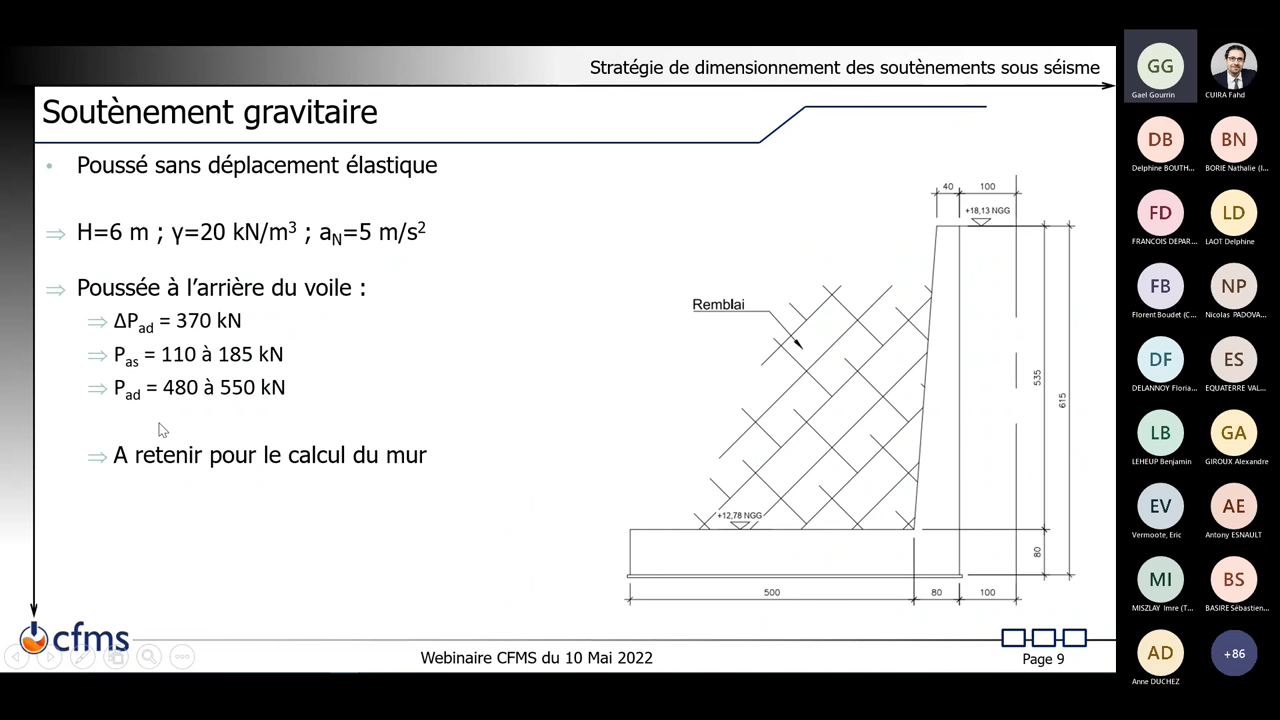 Stratégie de dimensionnement des soutènements sous séisme
Soutènement gravitaire
• Poussé sans déplacement élastique
⇒ H=6 m ; γ=20 kN/m³ ; aN=5 m/s²
⇒ Poussée à l’arrière du voile :
⇒ ΔPad = 370 kN
⇒ Pas = 110 à 185 kN
⇒ Pad = 480 à 550 kN
⇒ A retenir pour le calcul du mur
40
100
+18,13 NGG
Remblai
535
615
+12,78 NGG
80
500
80
100
cfms
Webinaire CFMS du 10 Mai 2022
Page 9
GG
Gael Gourrin
CUIRA Fahd
DB
Delphine BOUTH...
BN
BORIE Nathalie (I...
FD
FRANCOIS DEPAR...
LD
LAOT Delphine
FB
Florent Boudet (C...
NP
Nicolas PADOVA...
DF
DELANNOY Floria...
ES
EQUATERRE VAL...
LB
LEHEUP Benjamin
GA
GIROUX Alexandre
EV
Vermoote, Eric
AE
Antony ESNAULT
MI
MISZLAY Imre (T...
BS
BASIRE Sébastien...
AD
Anne DUCHEZ
+86